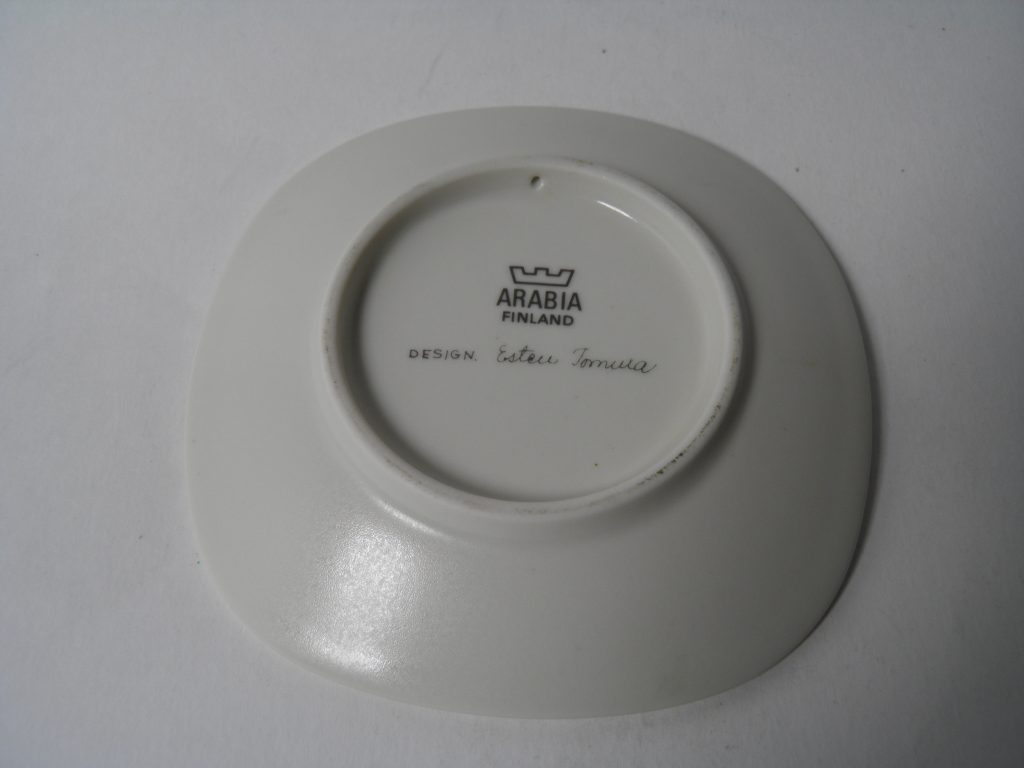 ARABIA
FINLAND
DESIGN. Esteri Tomula